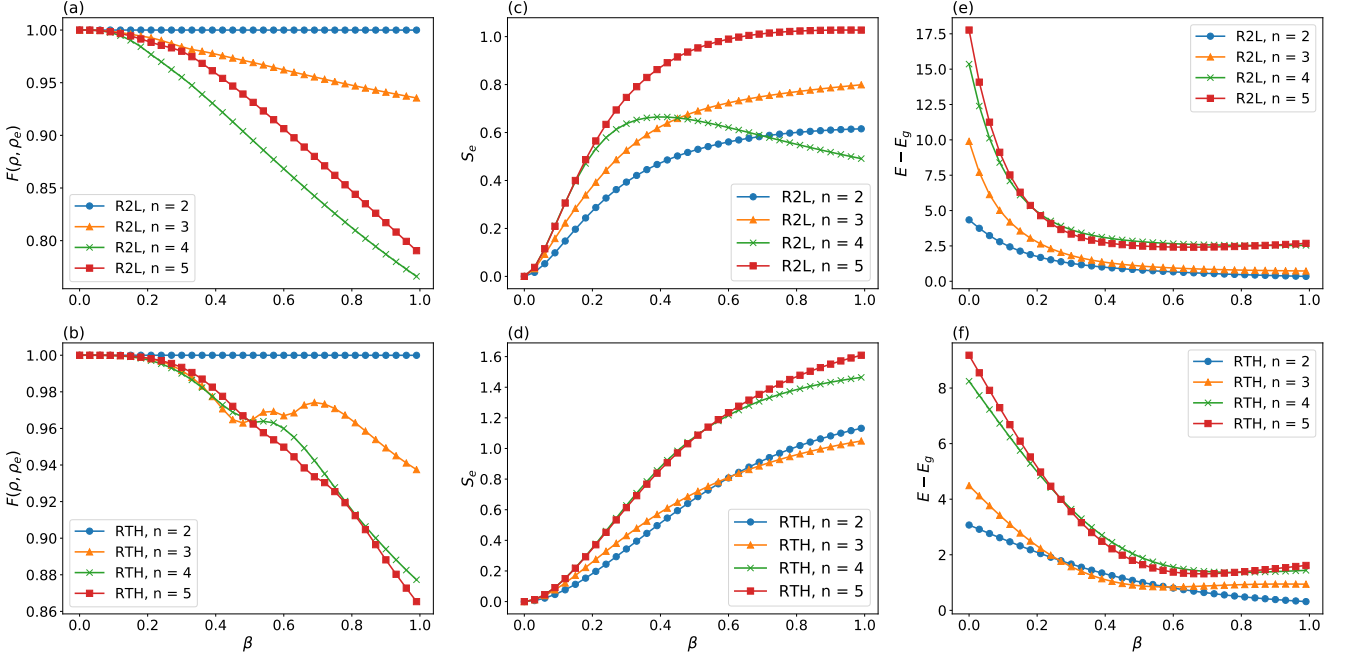 (a)
F(ρ, ρₑ)
1.00
0.95
0.90
0.85
0.80
R2L, n = 2
R2L, n = 3
R2L, n = 4
R2L, n = 5
0.0 0.2 0.4 0.6 0.8 1.0
(c)
Sₑ
1.0
0.8
0.6
0.4
0.2
0.0
R2L, n = 2
R2L, n = 3
R2L, n = 4
R2L, n = 5
0.0 0.2 0.4 0.6 0.8 1.0
(e)
E − E_g
17.5
15.0
12.5
10.0
7.5
5.0
2.5
0.0
R2L, n = 2
R2L, n = 3
R2L, n = 4
R2L, n = 5
0.0 0.2 0.4 0.6 0.8 1.0
(b)
F(ρ, ρₑ)
1.00
0.98
0.96
0.94
0.92
0.90
0.88
0.86
RTH, n = 2
RTH, n = 3
RTH, n = 4
RTH, n = 5
0.0 0.2 0.4 0.6 0.8 1.0
β
(d)
Sₑ
1.6
1.4
1.2
1.0
0.8
0.6
0.4
0.2
0.0
RTH, n = 2
RTH, n = 3
RTH, n = 4
RTH, n = 5
0.0 0.2 0.4 0.6 0.8 1.0
β
(f)
E − E_g
8
6
4
2
0
RTH, n = 2
RTH, n = 3
RTH, n = 4
RTH, n = 5
0.0 0.2 0.4 0.6 0.8 1.0
β